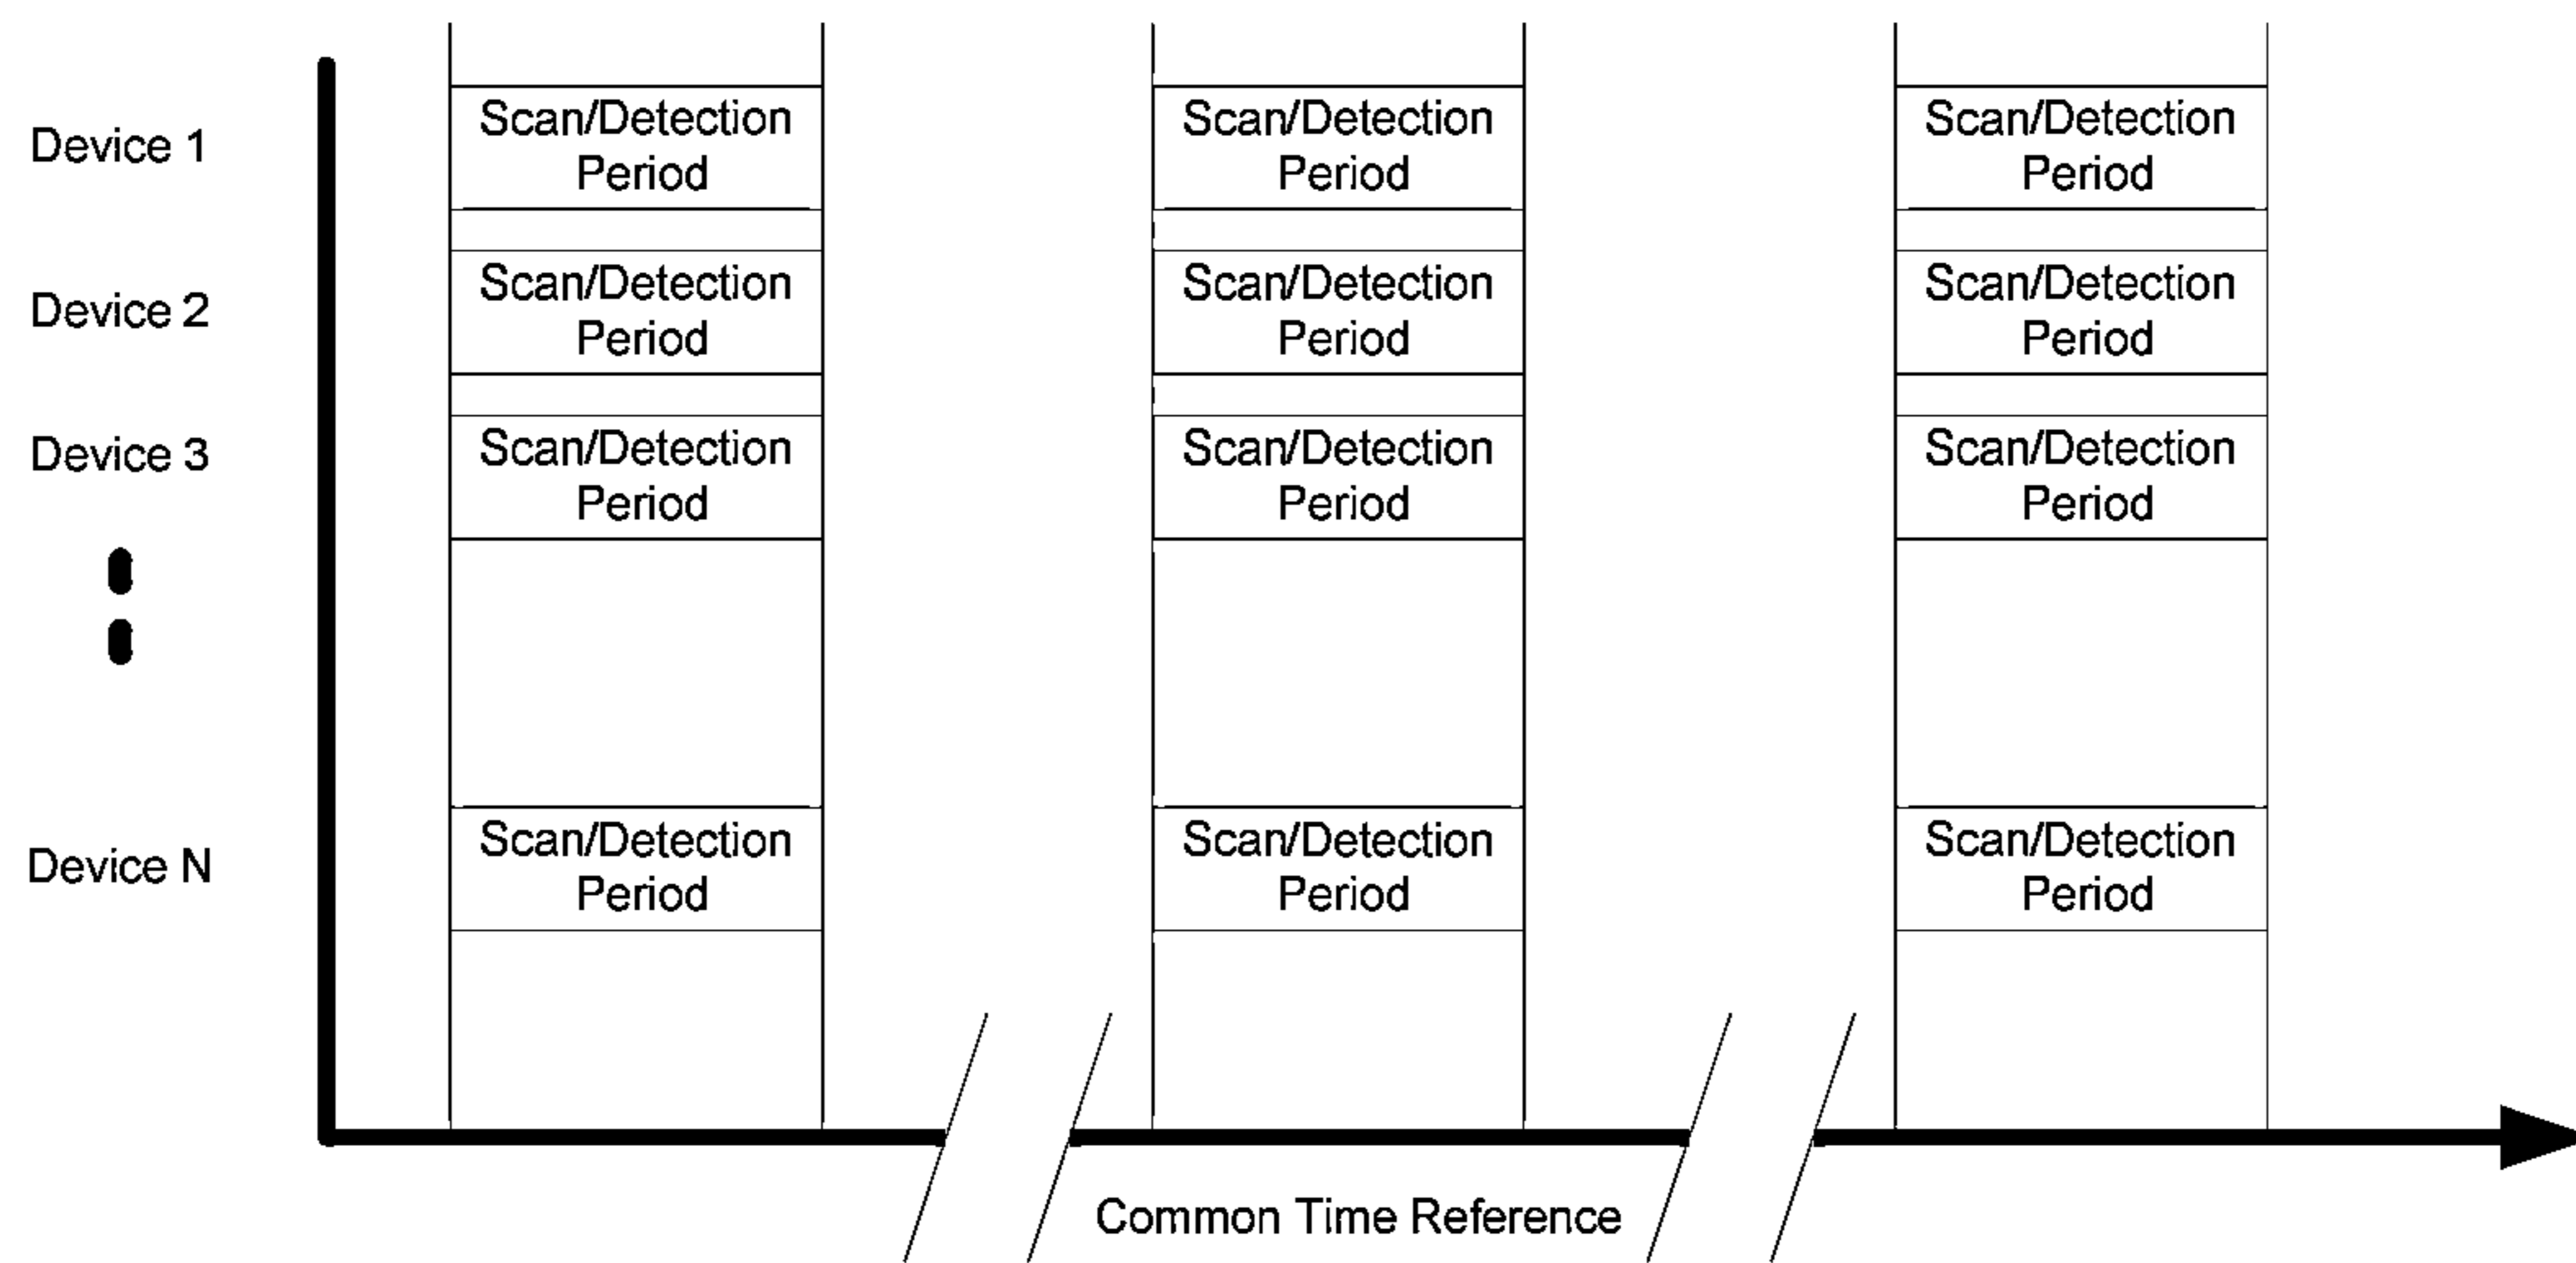 Device 1
Scan/Detection
Period
Scan/Detection
Period
Scan/Detection
Period
Device 2
Scan/Detection
Period
Scan/Detection
Period
Scan/Detection
Period
Device 3
Scan/Detection
Period
Scan/Detection
Period
Scan/Detection
Period
Device N
Scan/Detection
Period
Scan/Detection
Period
Scan/Detection
Period
Common Time Reference